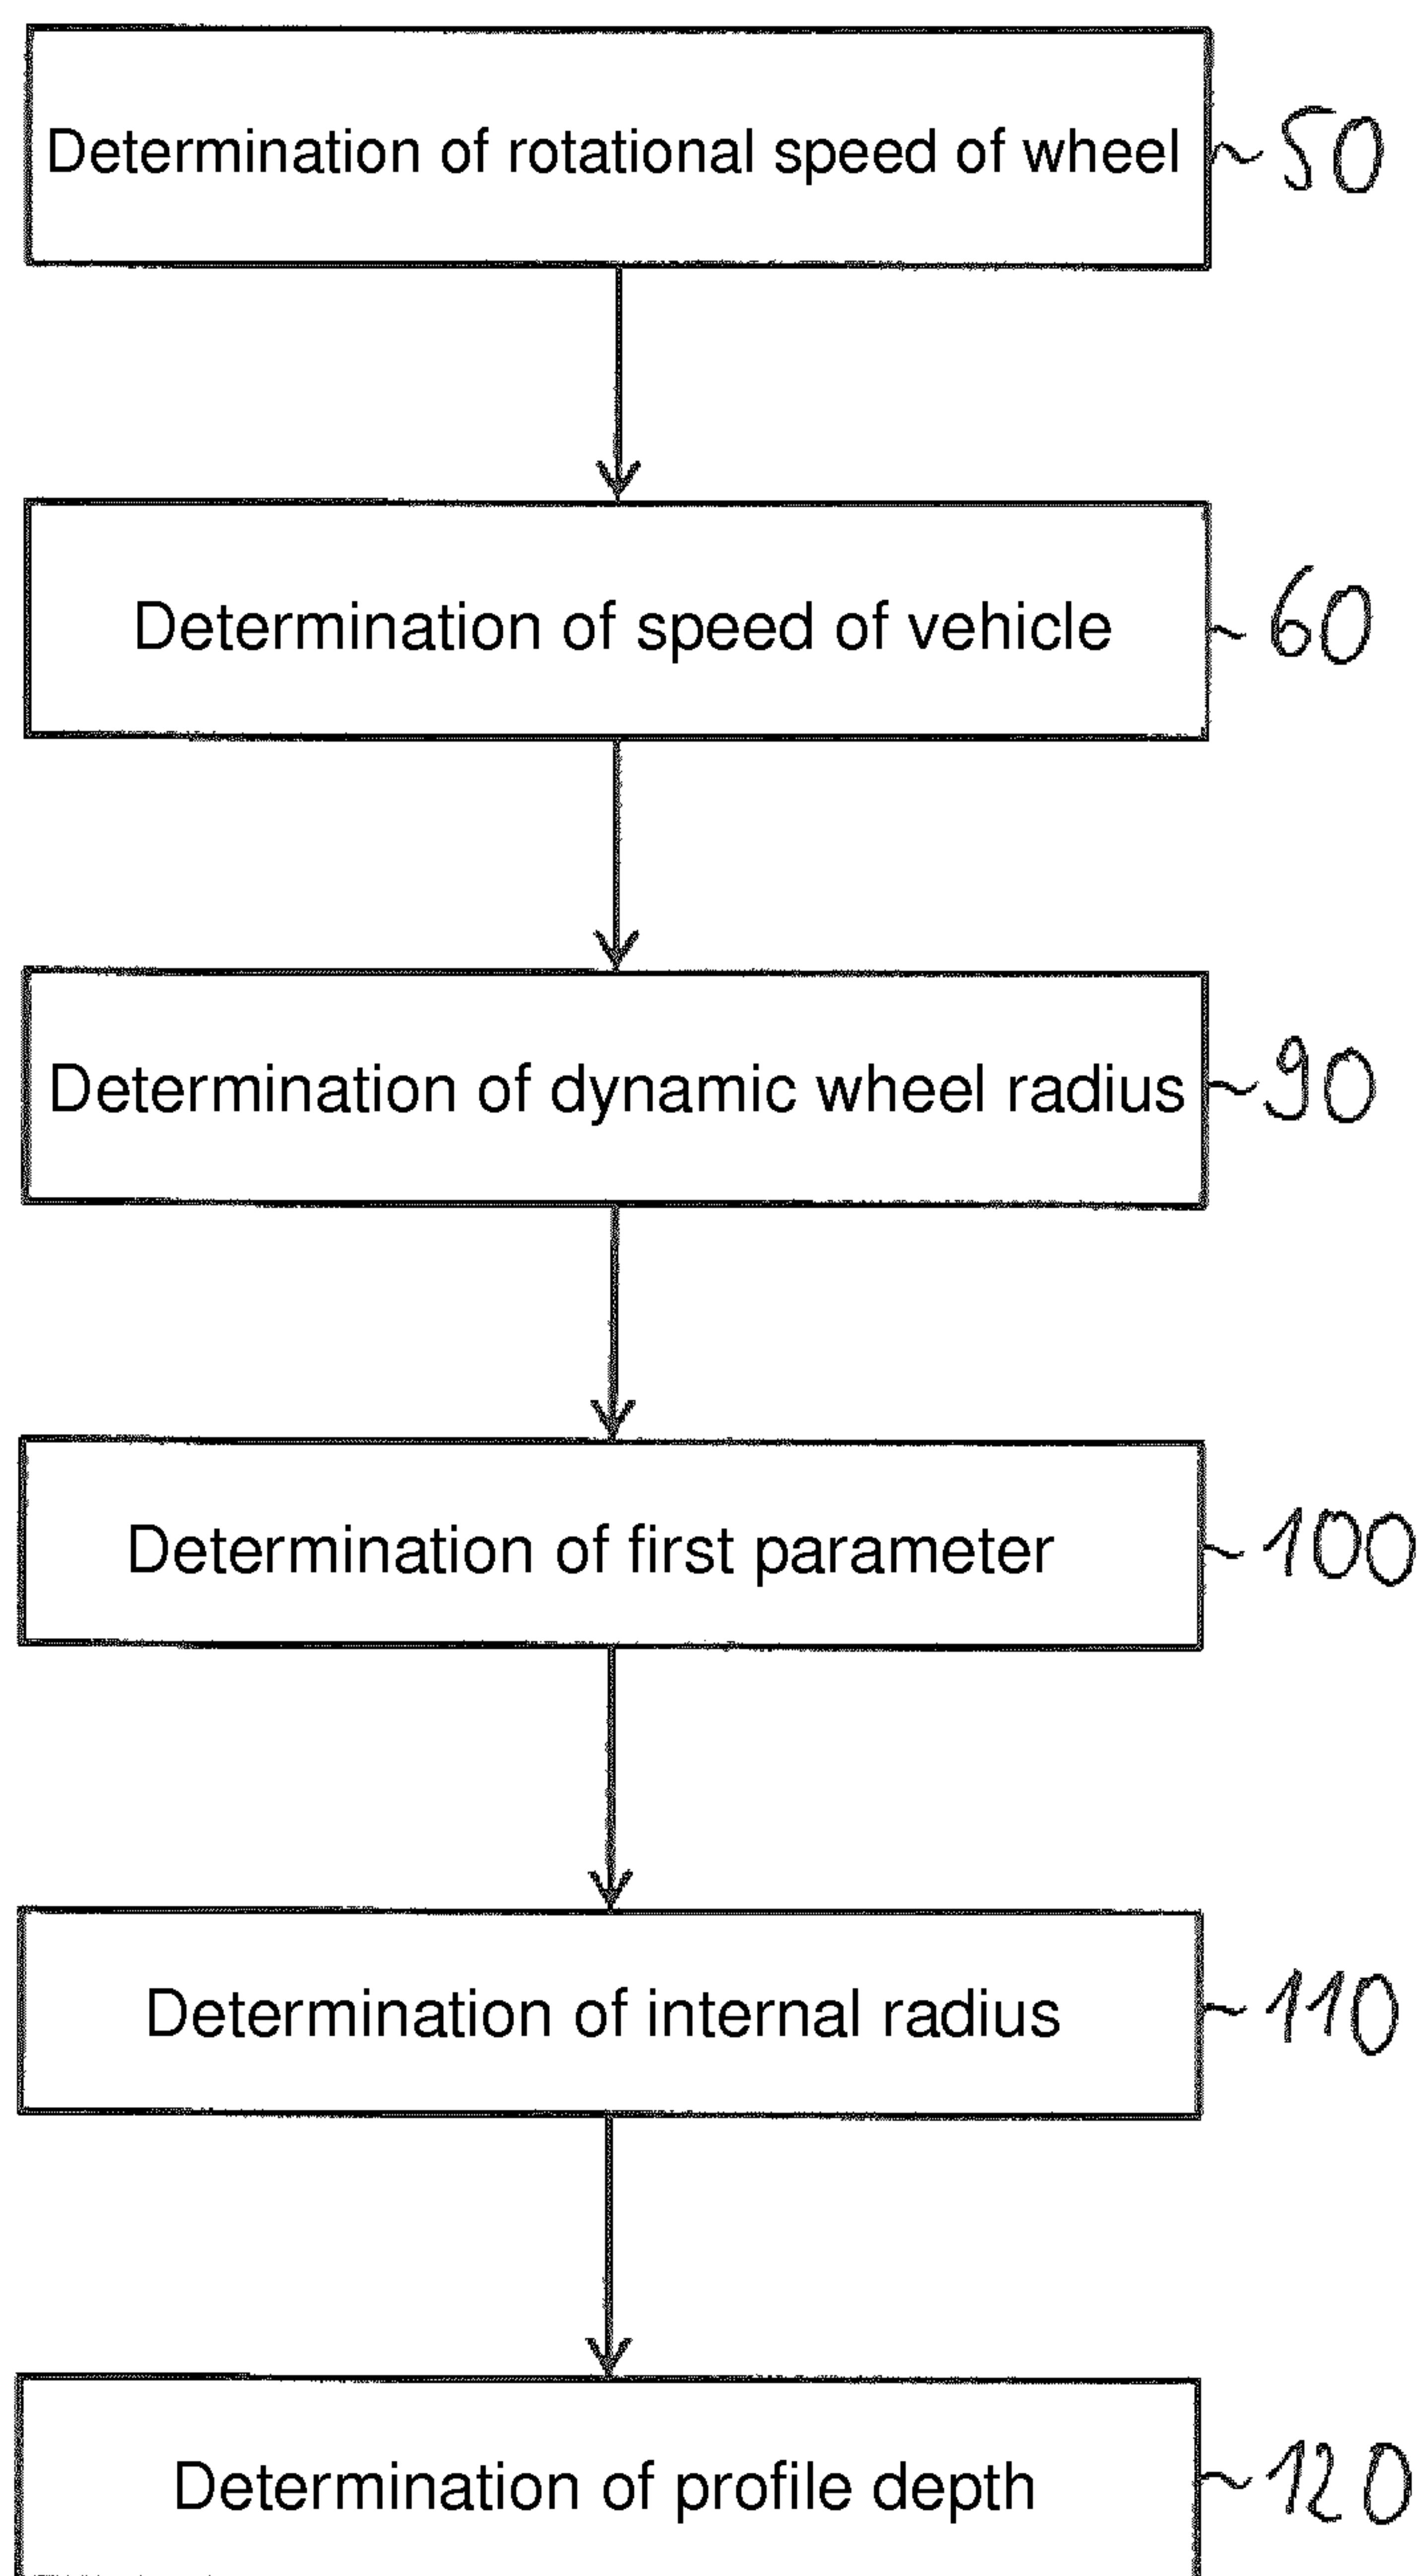 Determination of rotational speed of wheel 50
Determination of speed of vehicle 60
Determination of dynamic wheel radius 90
Determination of first parameter 100
Determination of internal radius 110
Determination of profile depth 120